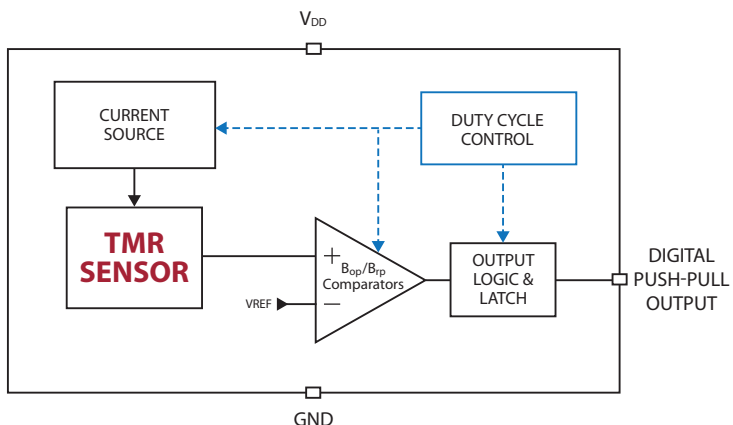 VDD
CURRENT
SOURCE
DUTY CYCLE
CONTROL
TMR
SENSOR
+
Bop/Brp
Comparators
VREF
−
OUTPUT
LOGIC &
LATCH
DIGITAL
PUSH-PULL
OUTPUT
GND